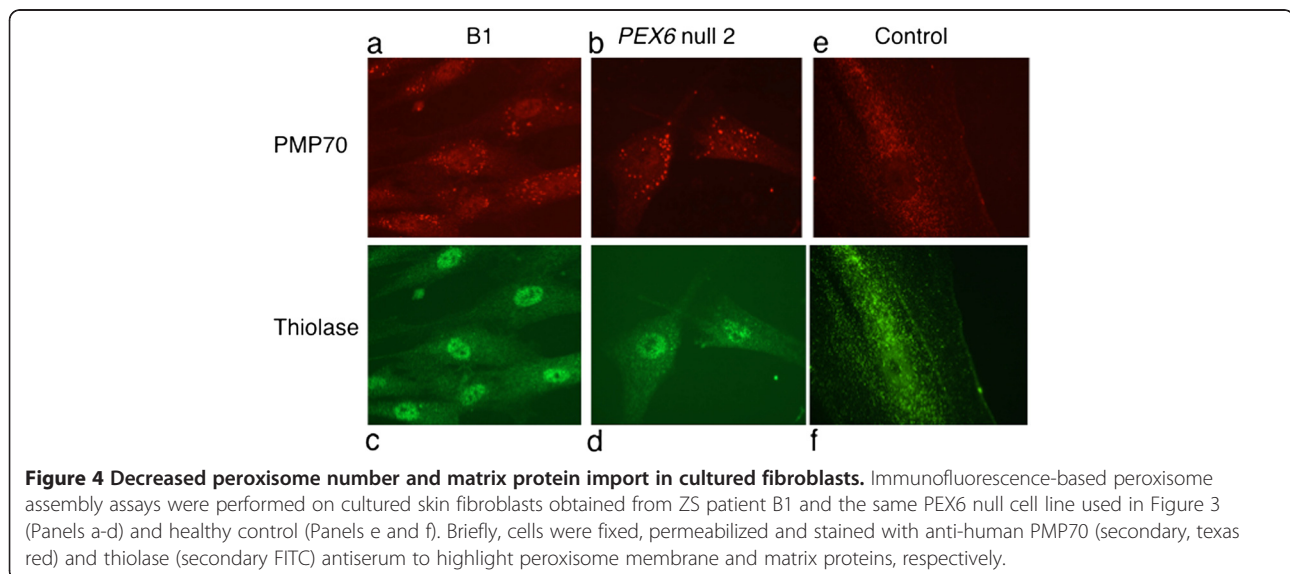 a B1 b PEX6 null 2 e Control
PMP70
Thiolase
c d f
Figure 4 Decreased peroxisome number and matrix protein import in cultured fibroblasts. Immunofluorescence-based peroxisome
assembly assays were performed on cultured skin fibroblasts obtained from ZS patient B1 and the same PEX6 null cell line used in Figure 3
(Panels a-d) and healthy control (Panels e and f). Briefly, cells were fixed, permeabilized and stained with anti-human PMP70 (secondary, texas
red) and thiolase (secondary FITC) antiserum to highlight peroxisome membrane and matrix proteins, respectively.